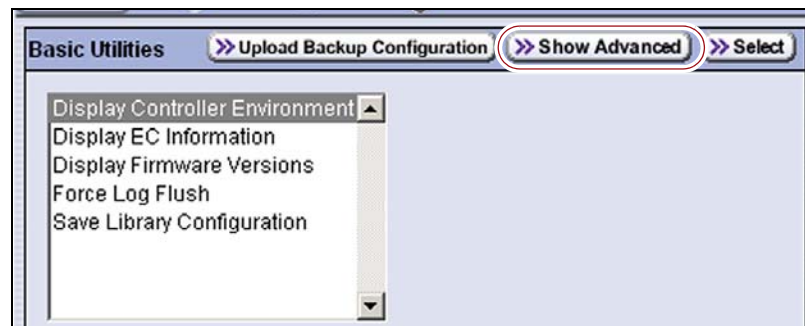 Basic Utilities
>> Upload Backup Configuration
>> Show Advanced
>> Select
Display Controller Environment
Display EC Information
Display Firmware Versions
Force Log Flush
Save Library Configuration